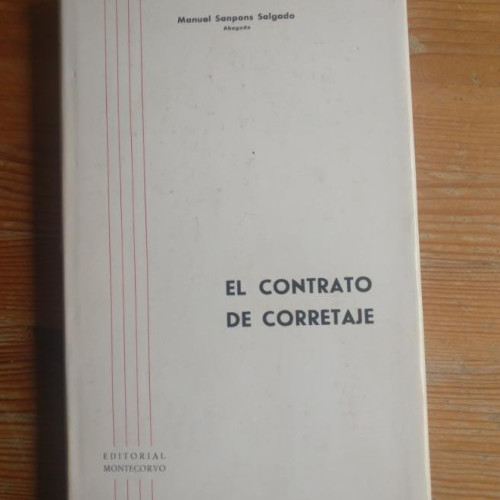 Manuel Sanpons Salgado
Abogado
EL CONTRATO
DE CORRETAJE
EDITORIAL
MONTECORVO